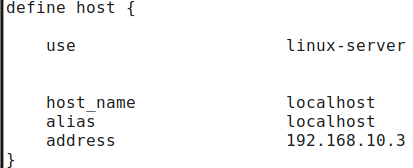 define host {
use linux-server
host_name localhost
alias localhost
address 192.168.10.3
}